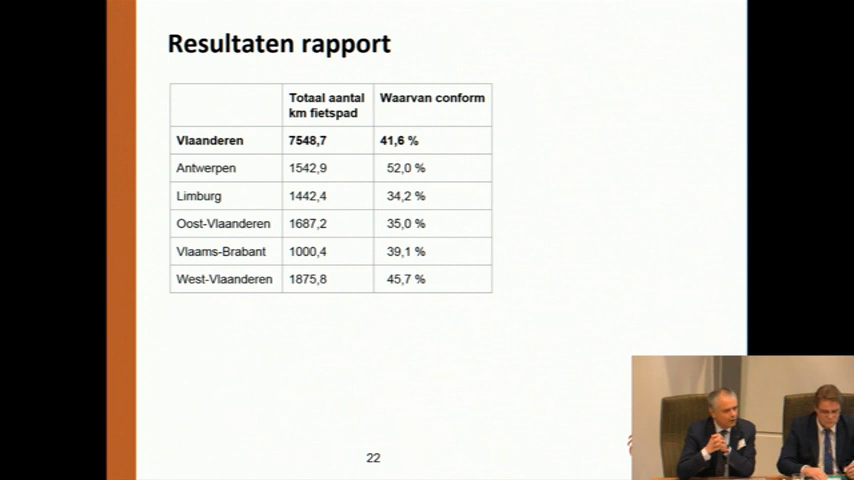 Resultaten rapport
Totaal aantal km fietspad
Waarvan conform
Vlaanderen 7548,7 41,6 %
Antwerpen 1542,9 52,0 %
Limburg 1442,4 34,2 %
Oost-Vlaanderen 1687,2 35,0 %
Vlaams-Brabant 1000,4 39,1 %
West-Vlaanderen 1875,8 45,7 %
22